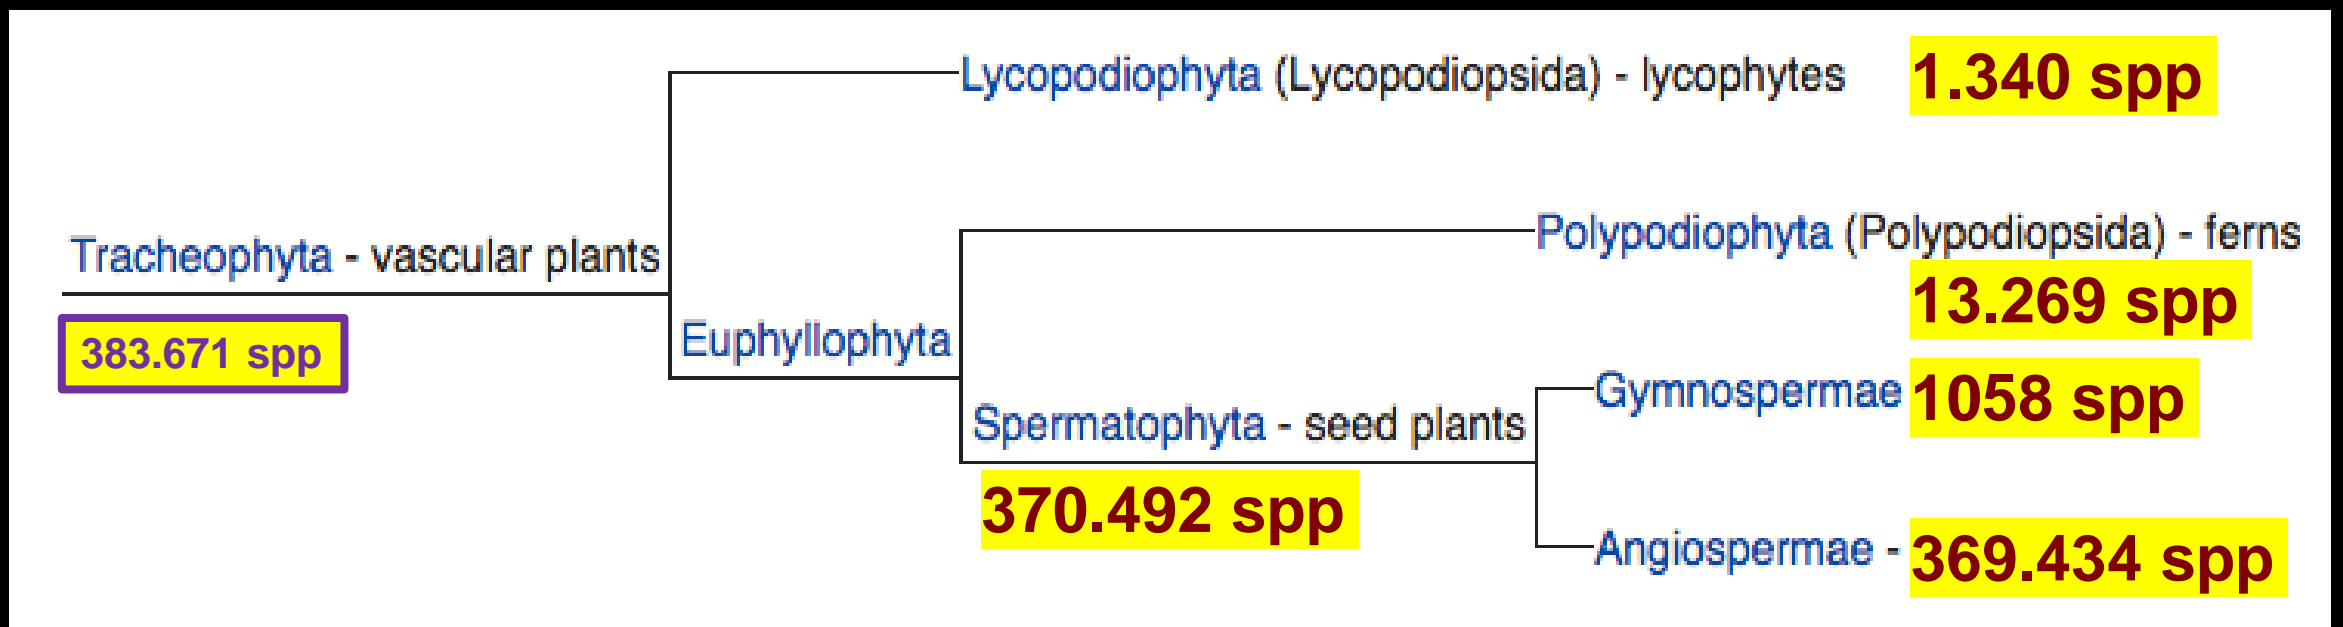 Lycopodiophyta (Lycopodiopsida) - lycophytes 1.340 spp
Polypodiophyta (Polypodiopsida) - ferns
13.269 spp
Tracheophyta - vascular plants
383.671 spp
Euphyllophyta
Gymnospermae 1058 spp
Spermatophyta - seed plants
370.492 spp
Angiospermae - 369.434 spp